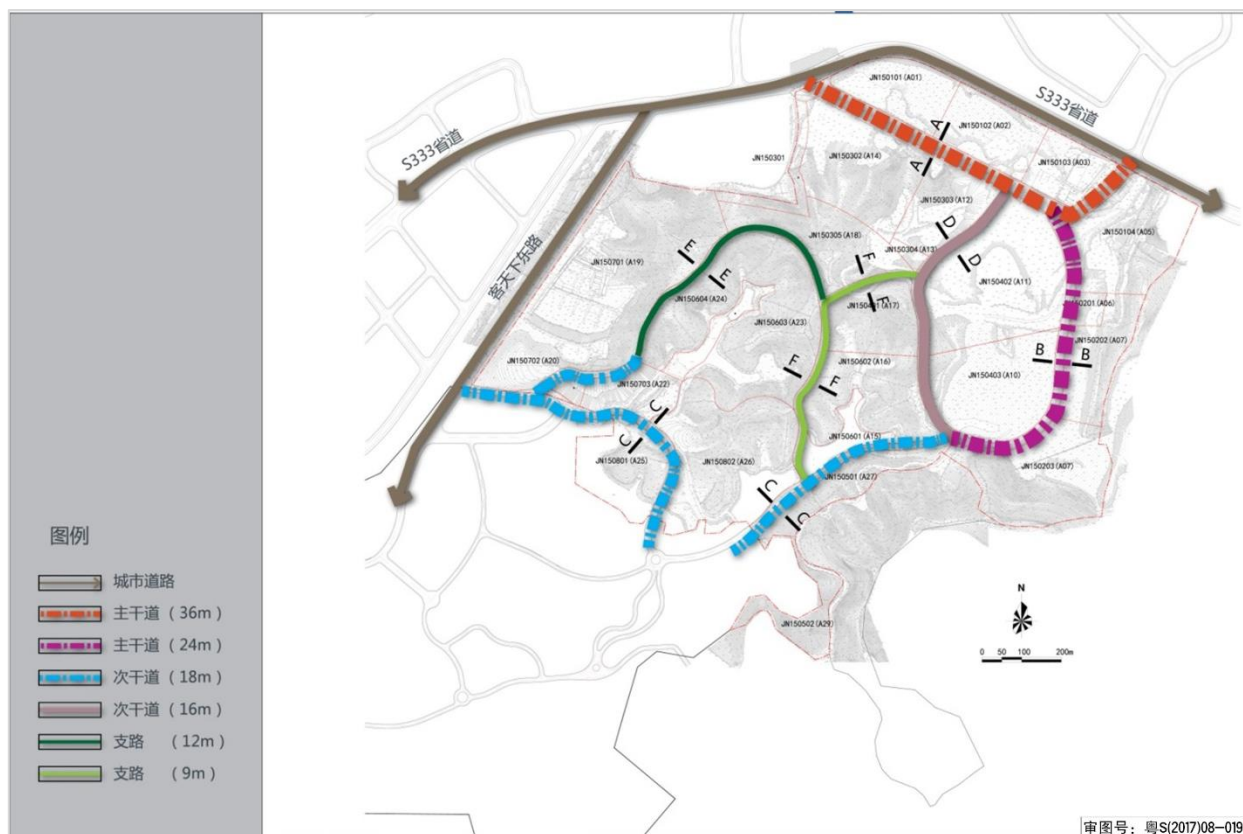 JN150101(A01)
S333省道
JN150102(A02)
A
S333省道
JN150301
JN150302(A14)
A
JN150103(A03)
JN150303(A12)
D
JN150104(A05)
JN150305(A18)
JN150304(A13)
E
F
D
JN150701(A19)
E
JN150402(A11)
客天下东路
JN150604(A24)
F
A17)
JN150603(A23)
JN150202(A07)
JN150702(A20)
JN150602(A16)
B
B
F
JN150403(A10)
JN150703(A22)
F
C
C
JN150601(A15)
JN150801(A25)
JN150802(A26)
JN150203(A07)
JN150501(A27)
C
C
JN150502(A29)
N
0 50 100 200m
图例
城市道路
主干道(36m)
主干道(24m)
次干道(18m)
次干道(16m)
支路 (12m)
支路 (9m)
审图号：粤S(2017)08-019